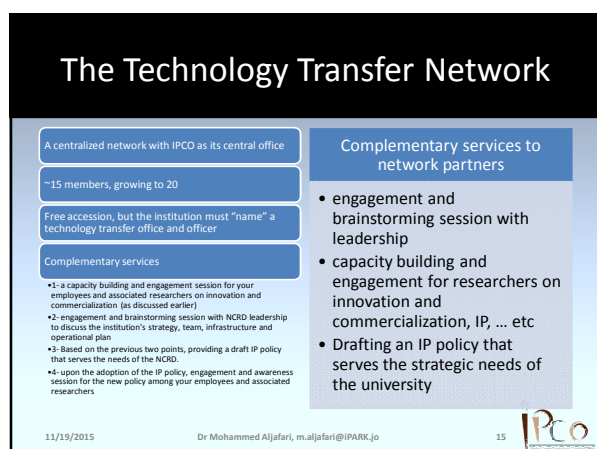 The Technology Transfer Network
A centralized network with IPCO as its central office
~15 members, growing to 20
Free accession, but the institution must “name” a
technology transfer office and officer
Complementary services
•1- a capacity building and engagement session for your
employees and associated researchers on innovation and
commercialization (as discussed earlier)
•2- engagement and brainstorming session with NCRD leadership
to discuss the institution's strategy, team, infrastructure and
operational plan
•3- Based on the previous two points, providing a draft IP policy
that serves the needs of the NCRD.
•4- upon the adoption of the IP policy, engagement and awareness
session for the new policy among your employees and associated
researchers
Complementary services to
network partners
• engagement and
brainstorming session with
leadership
• capacity building and
engagement for researchers on
innovation and
commercialization, IP, ... etc
• Drafting an IP policy that
serves the strategic needs of
the university
11/19/2015
Dr Mohammed Aljafari, m.aljafari@iPARK.jo
15
IPCO